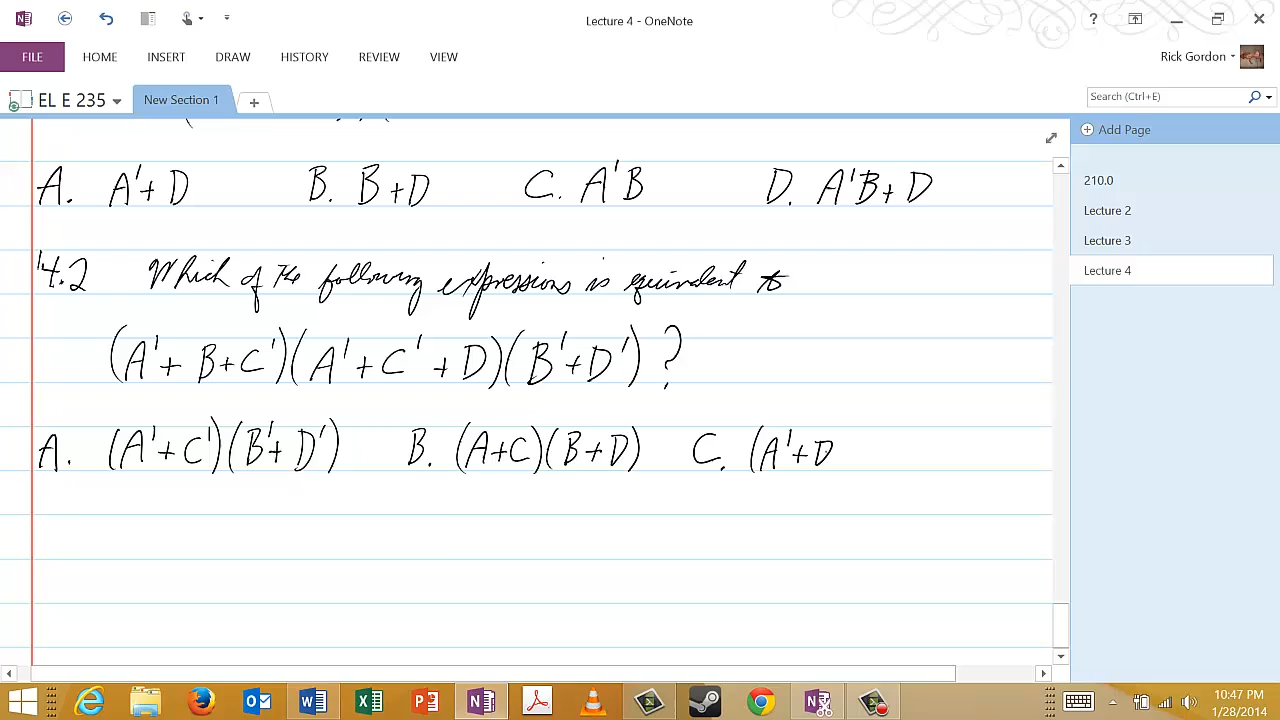 Lecture 4 - OneNote
?
FILE HOME INSERT DRAW HISTORY REVIEW VIEW
Rick Gordon
EL E 235 New Section 1 +
Search (Ctrl+E)
Add Page
210.0
Lecture 2
Lecture 3
Lecture 4
A. A'+D B. B+D C. A'B D. A'B+D
4.2 Which of the following expressions is equivalent to
(A'+B+C')(A'+C'+D)(B'+D')?
A. (A'+C')(B'+D') B. (A+C)(B+D) C. (A'+D
10:47 PM
1/28/2014